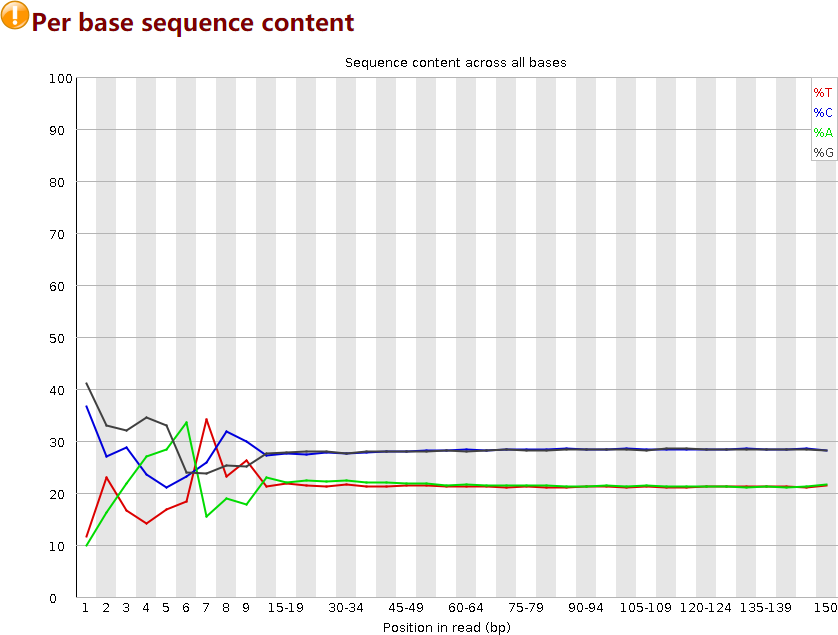 Per base sequence content
Sequence content across all bases
%T
%C
%A
%G
100
90
80
70
60
50
40
30
20
10
0
1 2 3 4 5 6 7 8 9 15-19 30-34 45-49 60-64 75-79 90-94 105-109 120-124 135-139 150
Position in read (bp)